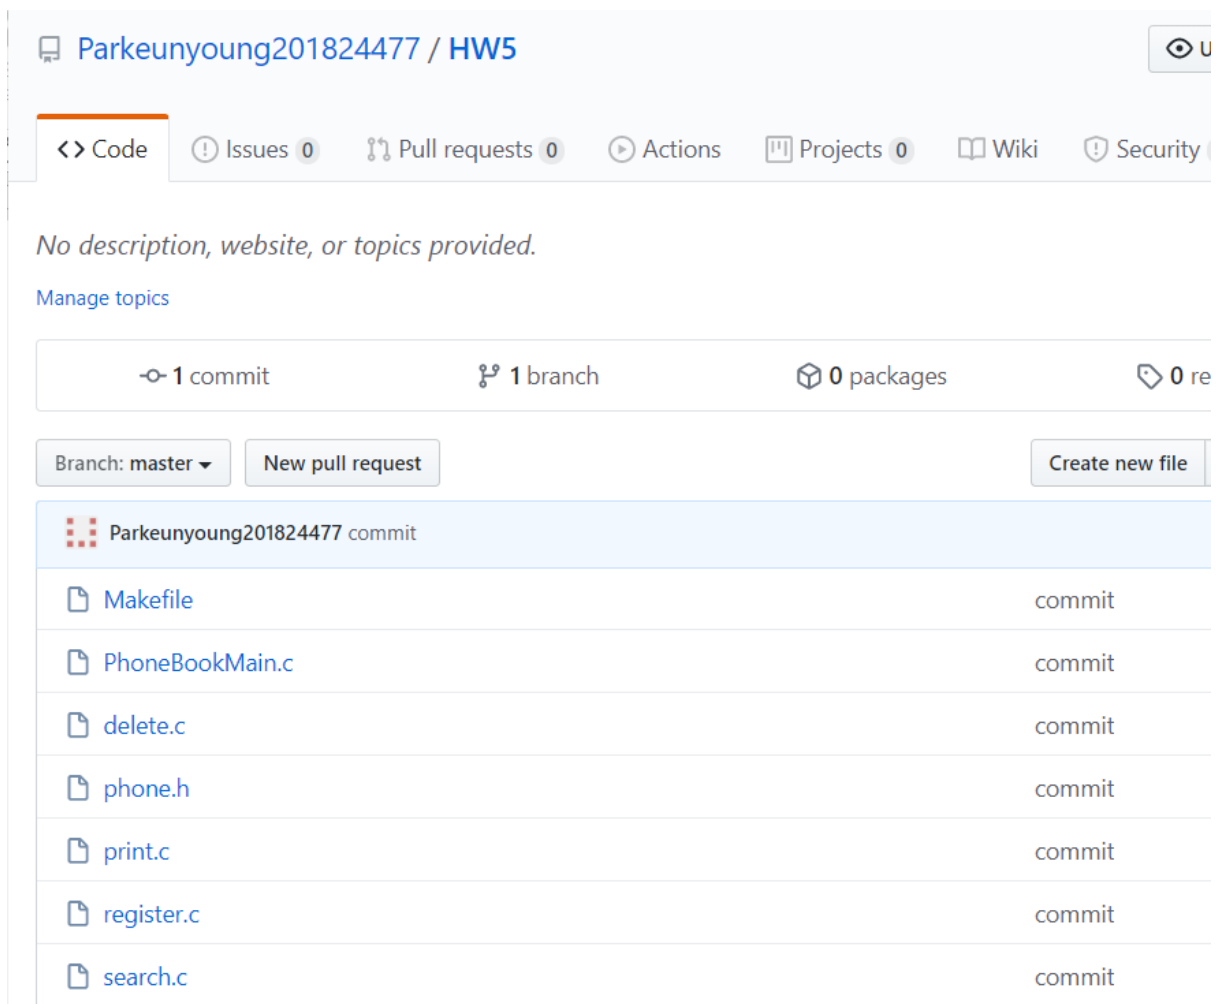 Parkeunyoung201824477 / HW5
Code Issues 0 Pull requests 0 Actions Projects 0 Wiki Security
No description, website, or topics provided.
Manage topics
1 commit 1 branch 0 packages 0 re
Branch: master New pull request Create new file
Parkeunyoung201824477 commit
Makefile commit
PhoneBookMain.c commit
delete.c commit
phone.h commit
print.c commit
register.c commit
search.c commit